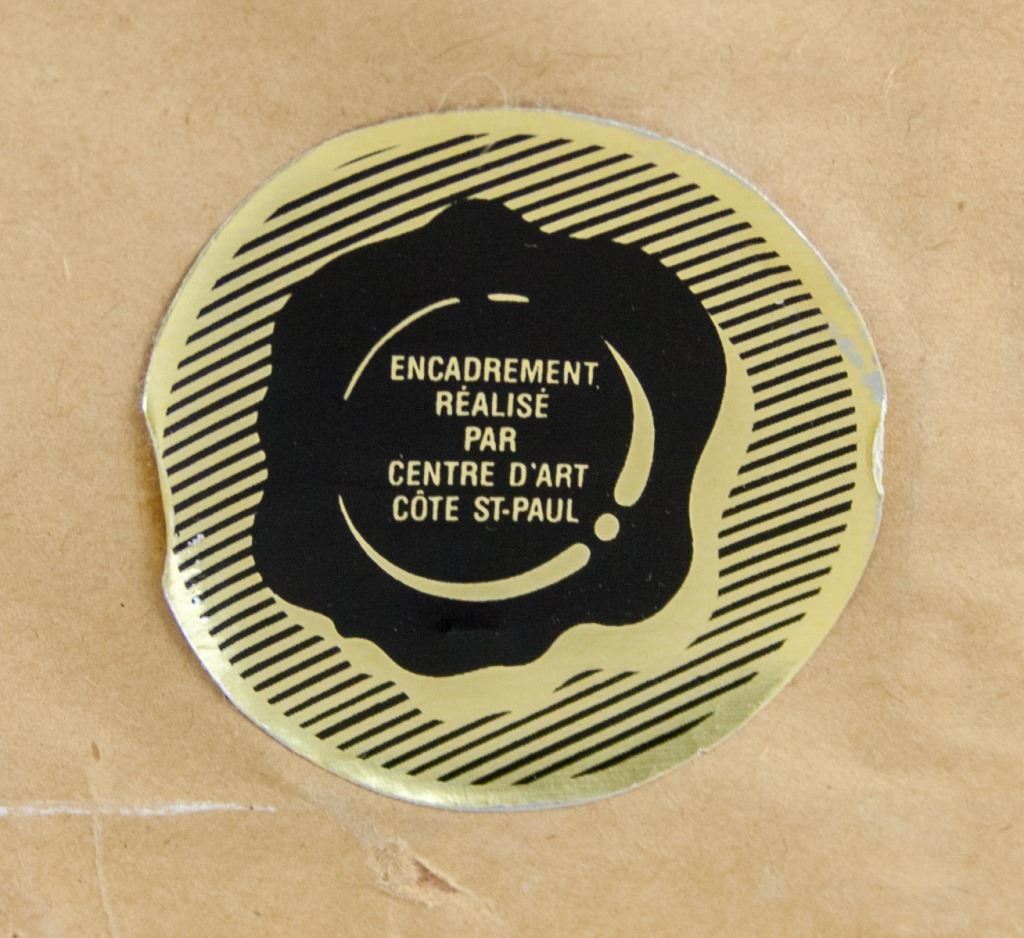 ENCADREMENT
RÉALISÉ
PAR
CENTRE D'ART
CÔTE ST-PAUL